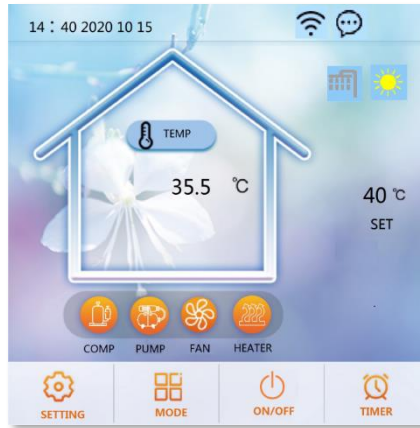 14：40 2020 10 15
TEMP
35.5 ℃
40 ℃
SET
COMP PUMP FAN HEATER
SETTING MODE ON/OFF TIMER